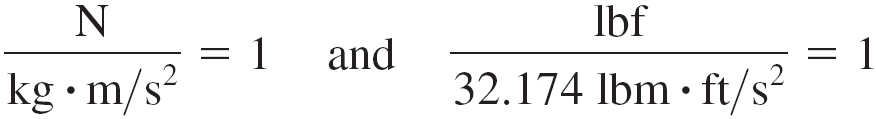 N/(kg · m/s²) = 1 and lbf/(32.174 lbm · ft/s²) = 1